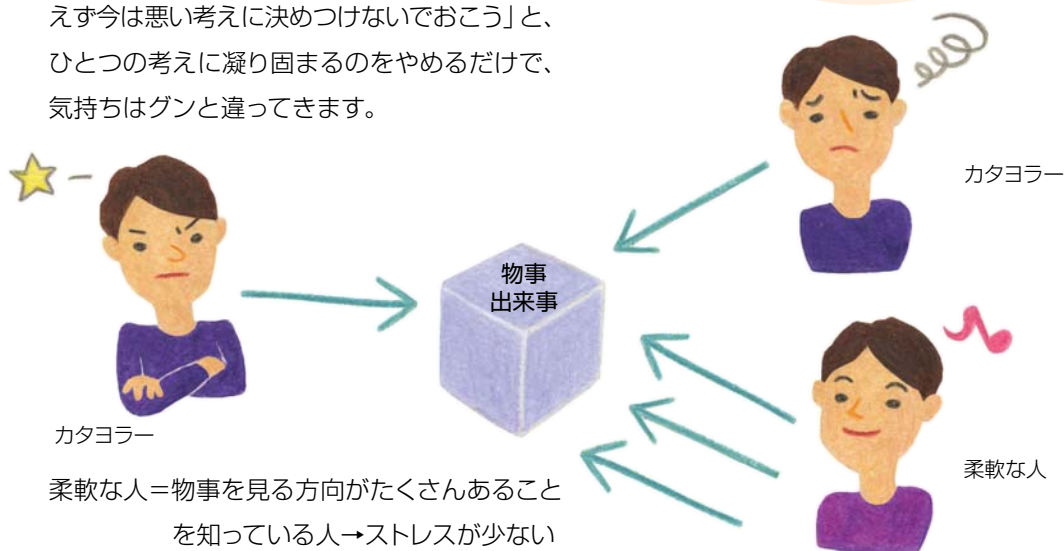 えず今は悪い考えに決めつけないでおこう」と、
ひとつの考えに凝り固まるのをやめるだけで、
気持ちはグンと違ってきます。
カタヨラー
物事
出来事
カタヨラー
柔軟な人
柔軟な人＝物事を見る方向がたくさんあること
を知っている人→ストレスが少ない